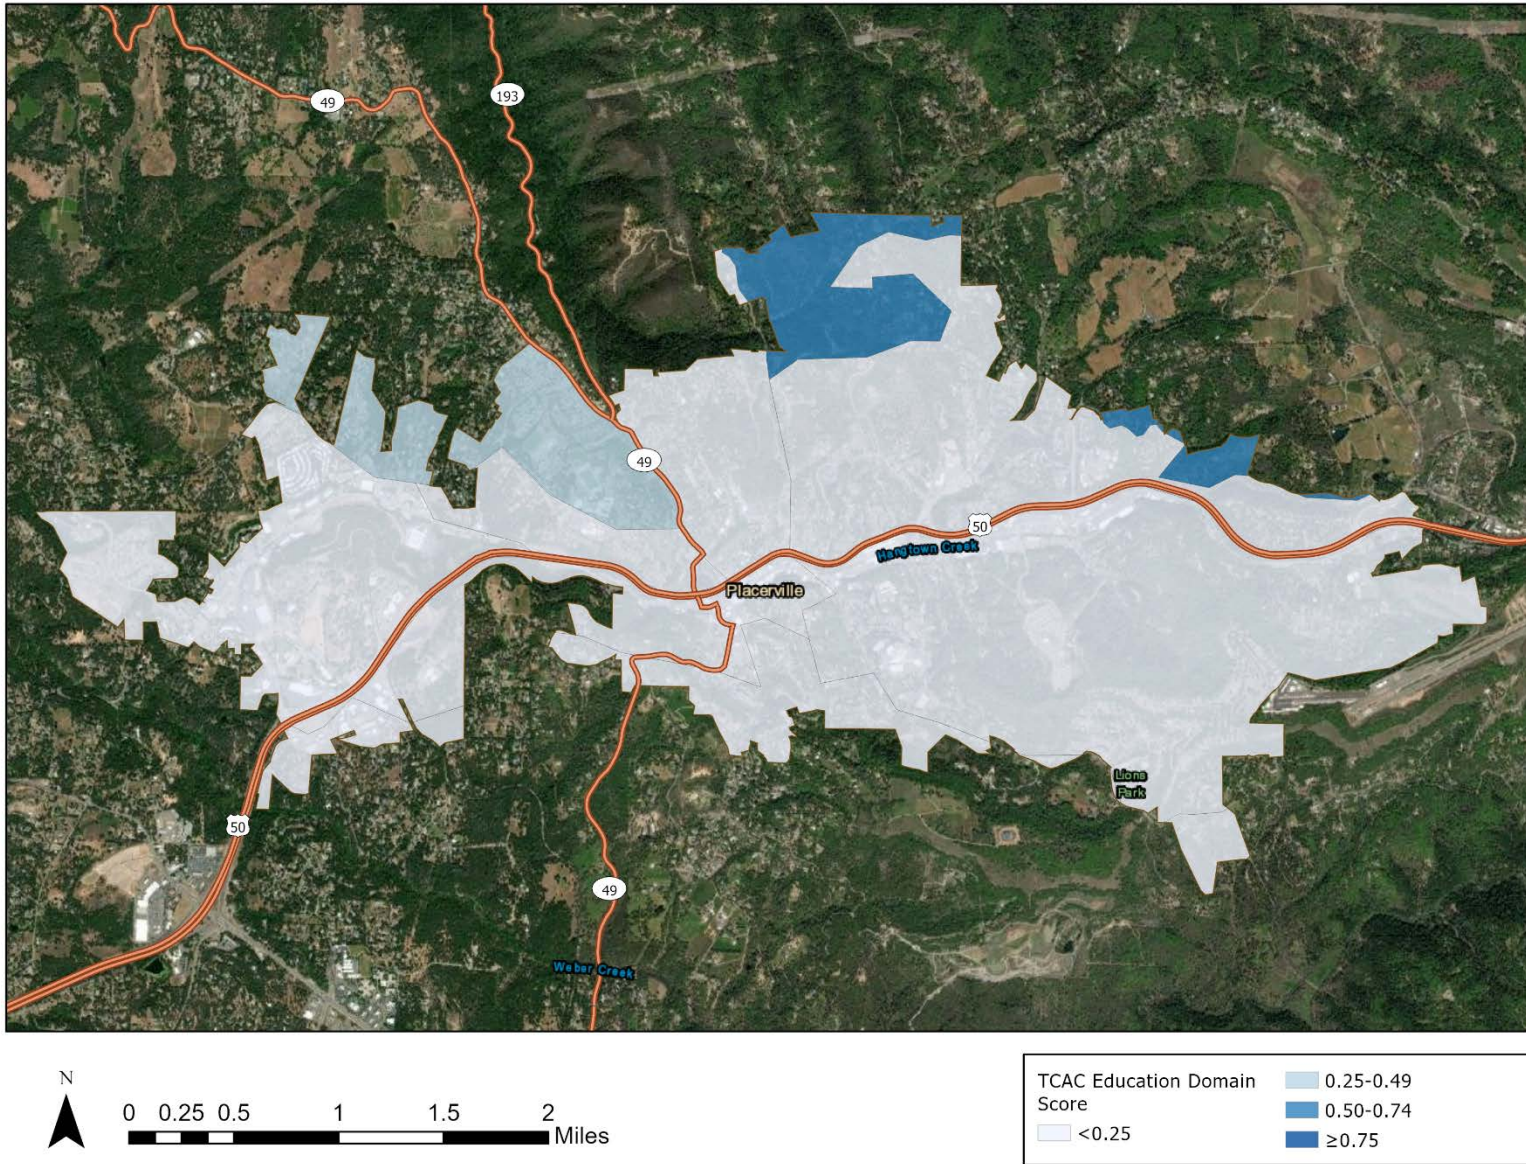 193
49
49
50
Hangtown Creek
Placerville
Lions
Park
50
49
Weber Creek
N
0 0.25 0.5 1 1.5 2
Miles
TCAC Education Domain
Score
<0.25
0.25-0.49
0.50-0.74
≥0.75